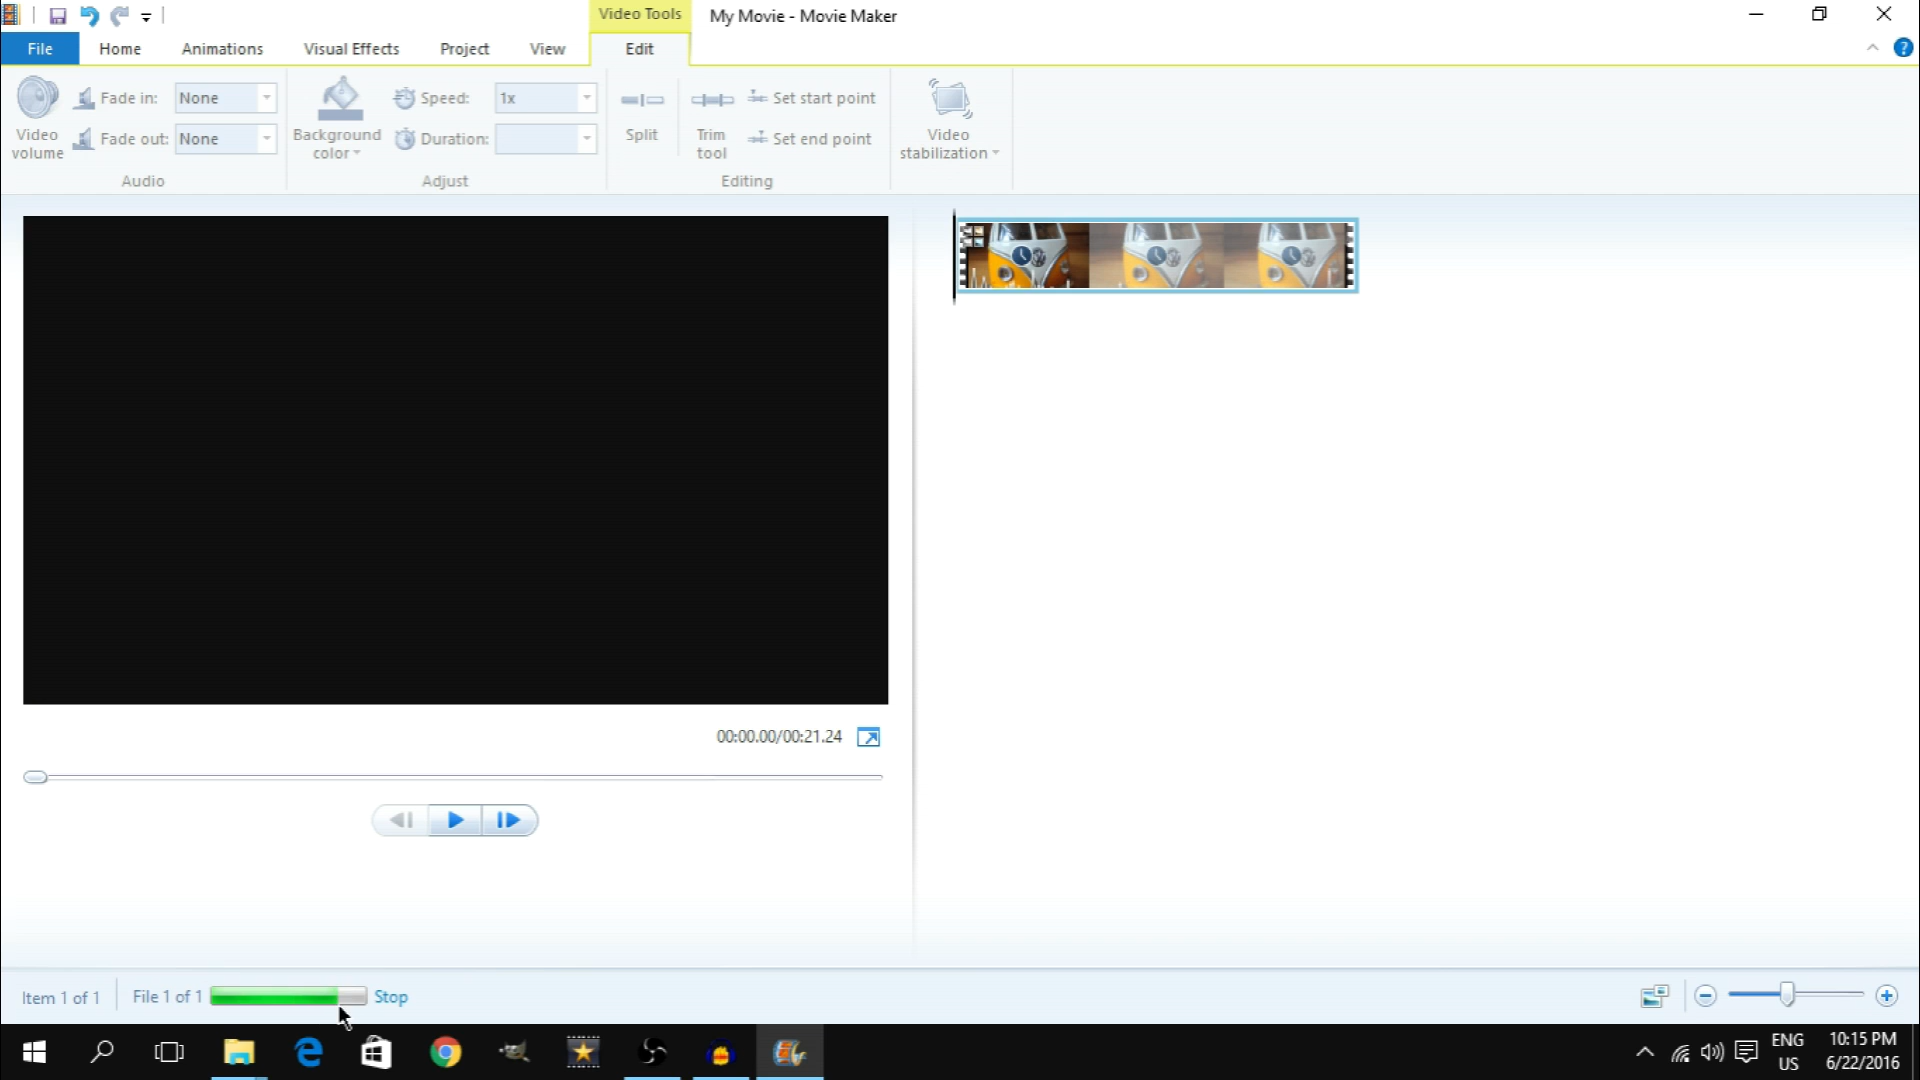 Video Tools
My Movie - Movie Maker
File
Home
Animations
Visual Effects
Project
View
Edit
Video
volume
Fade in:
None
Fade out:
None
Audio
Background
color
Speed:
1x
Duration:
Adjust
Split
Trim
tool
Set start point
Set end point
Editing
Video
stabilization
00:00.00/00:21.24
Item 1 of 1
File 1 of 1
Stop
ENG
US
10:15 PM
6/22/2016